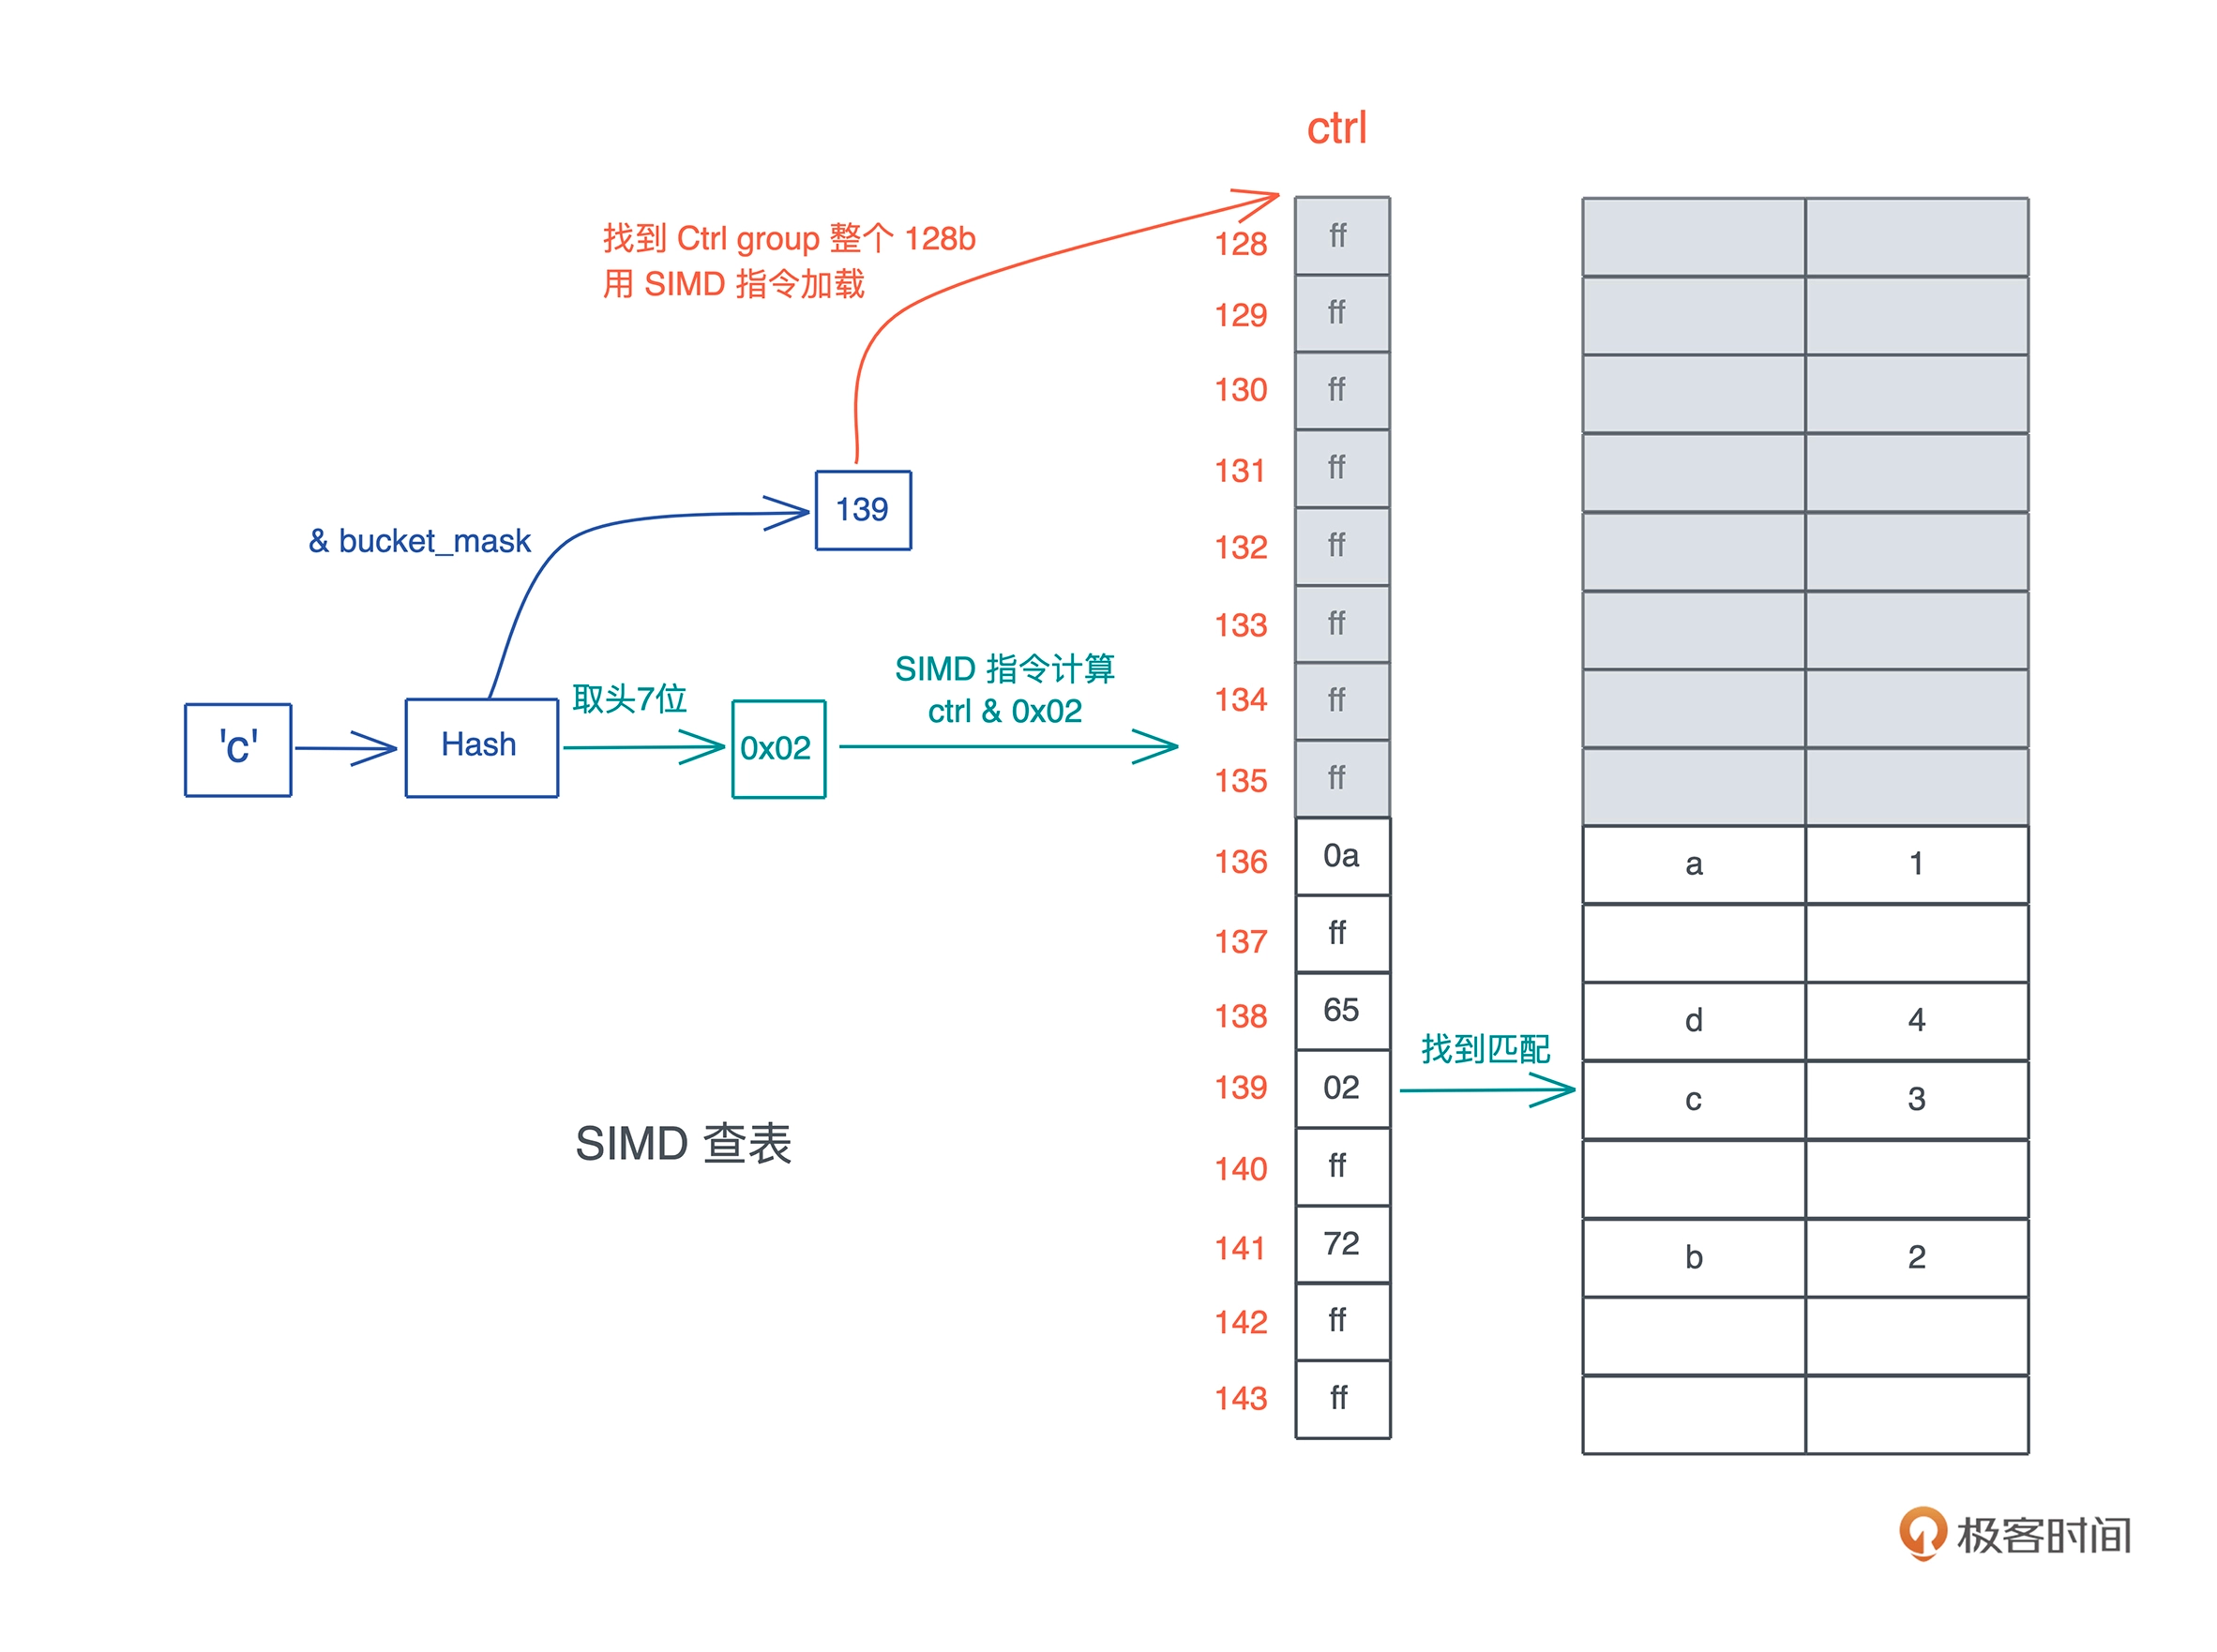 ctrl
找到 Ctrl group 整个 128b
用 SIMD 指令加载
139
& bucket_mask
'c'
Hash
取头7位
0x02
SIMD 指令计算
ctrl & 0x02
128 ff
129 ff
130 ff
131 ff
132 ff
133 ff
134 ff
135 ff
136 0a a 1
137 ff
138 65 d 4
找到匹配
139 02 c 3
140 ff
141 72 b 2
142 ff
143 ff
SIMD 查表
极客时间